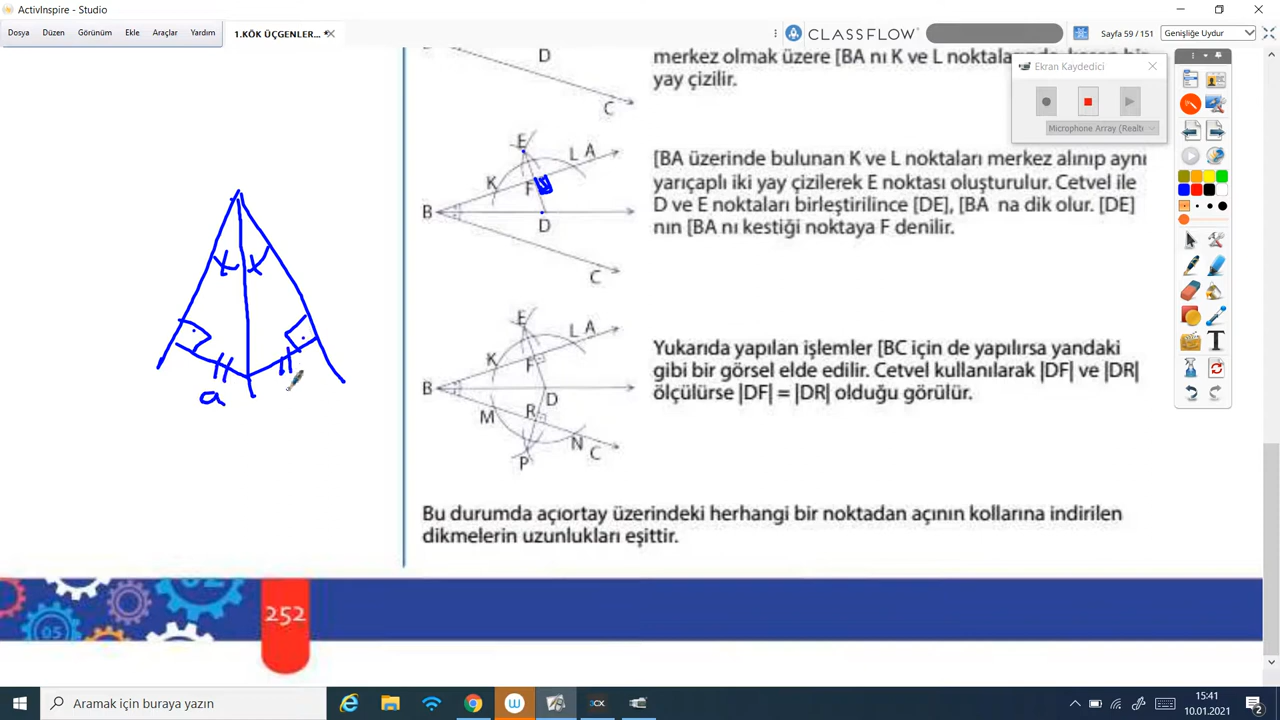 ActivInspire - Studio
Dosya Düzen Görünüm Ekle Araçlar Yardım
1.KÖK ÜÇGENLER...
CLASSFLOW
Sayfa 59 / 151
Genişliğe Uydur
Ekran Kaydedici
Microphone Array (Realte
D
C
merkez olmak üzere [BA nı K ve L
yay çizilir.
E
L A
K
F
B
D
C
[BA üzerinde bulunan K ve L noktaları merkez alınıp aynı
yarıçaplı iki yay çizilerek E noktası oluşturulur. Cetvel ile
D ve E noktaları birleştirilince [DE], [BA na dik olur. [DE]
nın [BA nı kestiği noktaya F denilir.
E
L A
K
F
B
D
R
M
N
C
P
Yukarıda yapılan işlemler [BC için de yapılırsa yandaki
gibi bir görsel elde edilir. Cetvel kullanılarak |DF| ve |DR|
ölçülürse |DF| = |DR| olduğu görülür.
x x
a
Bu durumda açıortay üzerindeki herhangi bir noktadan açının kollarına indirilen
dikmelerin uzunlukları eşittir.
05
252
Aramak için buraya yazın
15:41
10.01.2021
2